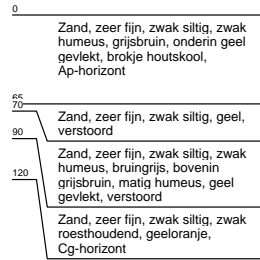 0
Zand, zeer fijn, zwak siltig, zwak
humeus, grijsbruin, onderin geel
gevlekt, brokje houtskool,
Ap-horizont
65
70
Zand, zeer fijn, zwak siltig, geel,
verstoord
90
Zand, zeer fijn, zwak siltig, zwak
humeus, bruingrijs, bovenin
grijsbruin, matig humeus, geel
gevlekt, verstoord
120
Zand, zeer fijn, zwak siltig, zwak
roesthoudend, geeloranje,
Cg-horizont